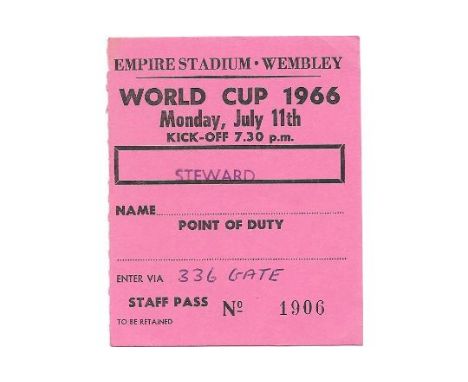 EMPIRE STADIUM • WEMBLEY
WORLD CUP 1966
Monday, July 11th
KICK-OFF 7.30 p.m.
STEWARD
NAME
POINT OF DUTY
ENTER VIA 336 GATE
STAFF PASS Nº 1906
TO BE RETAINED